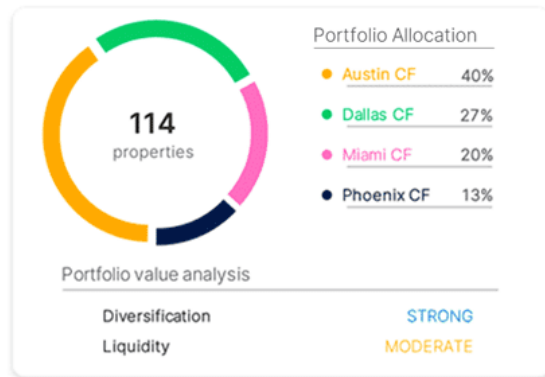 Portfolio Allocation
Austin CF 40%
Dallas CF 27%
Miami CF 20%
Phoenix CF 13%
114
properties
Portfolio value analysis
Diversification STRONG
Liquidity MODERATE